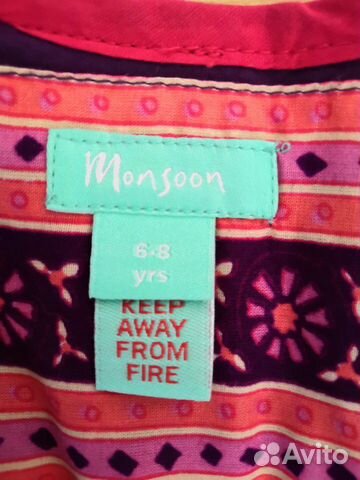 Monsoon
6-8
yrs
KEEP
AWAY
FROM
FIRE
Avito